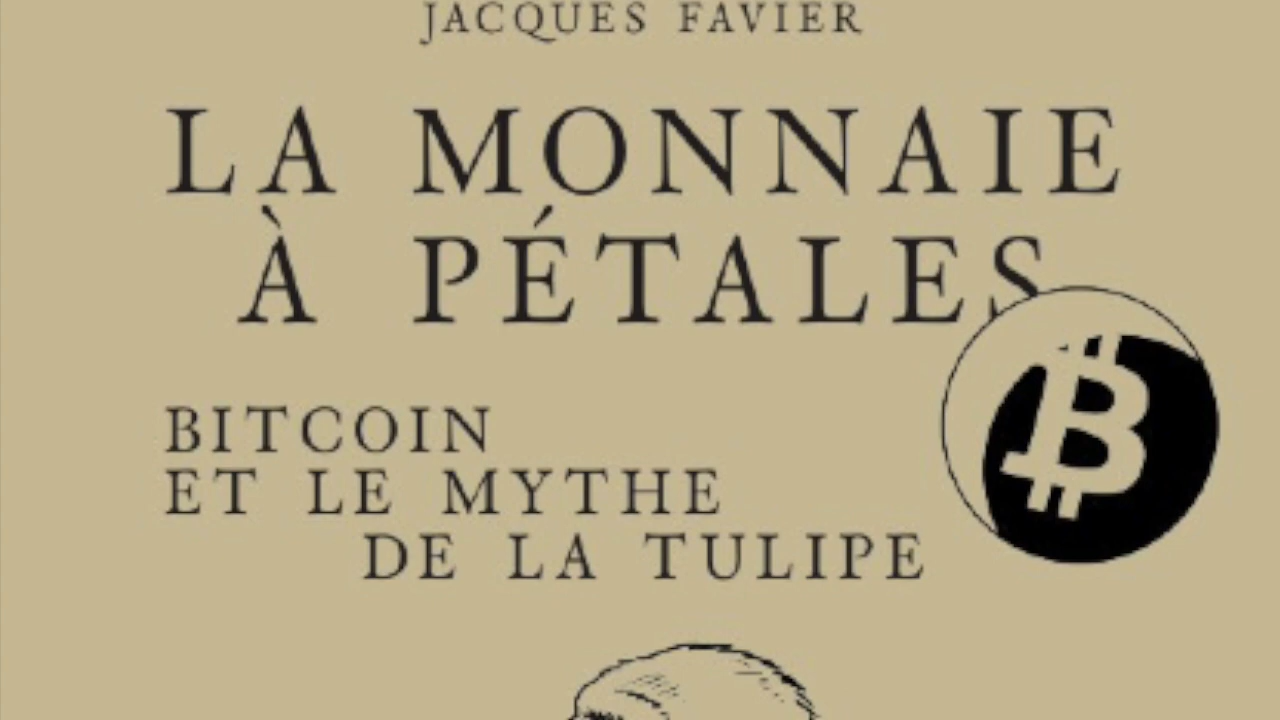 JACQUES FAVIER
LA MONNAIE
À PÉTALES
BITCOIN
ET LE MYTHE
DE LA TULIPE